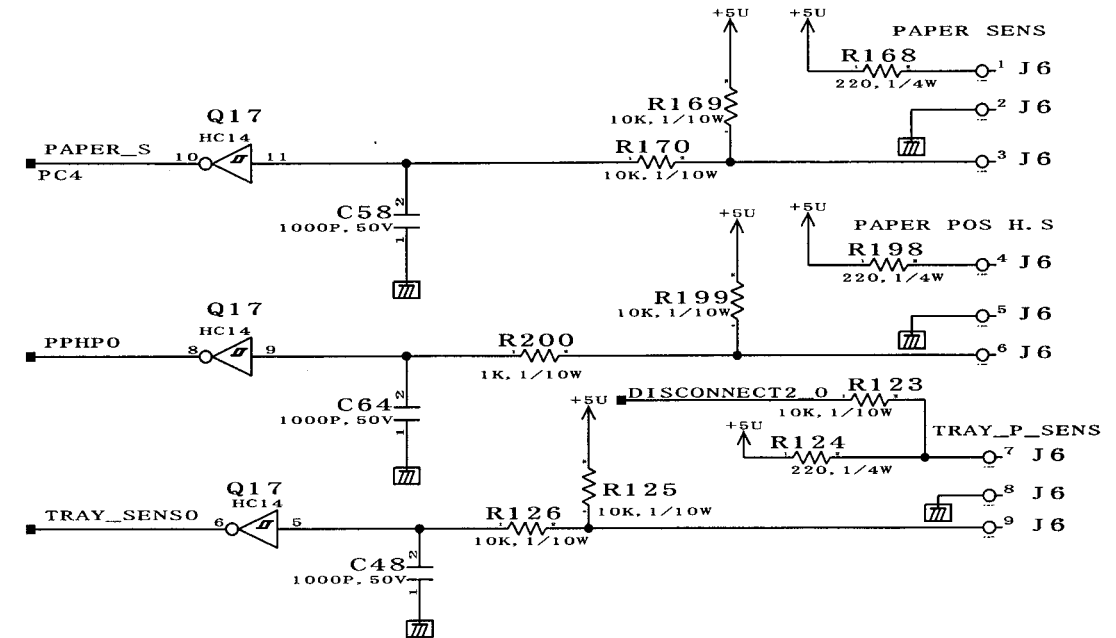 +5U
+5U
PAPER SENS
R168
220, 1/4W
1 J6
R169
10K, 1/10W
2 J6
Q17
HC14
PAPER_S
PC4
10
11
R170
10K, 1/10W
3 J6
C58
1000P, 50V
2
1
+5U
+5U
PAPER POS H.S
R198
220, 1/4W
4 J6
R199
10K, 1/10W
5 J6
Q17
HC14
PPHP0
8
9
R200
1K, 1/10W
6 J6
C64
1000P, 50V
2
1
+5U
DISCONNECT2_0
R123
10K, 1/10W
+5U
R124
220, 1/4W
TRAY_P_SENS
7 J6
R125
10K, 1/10W
8 J6
Q17
HC14
TRAY_SENS0
6
5
R126
10K, 1/10W
9 J6
C48
1000P, 50V
2
1